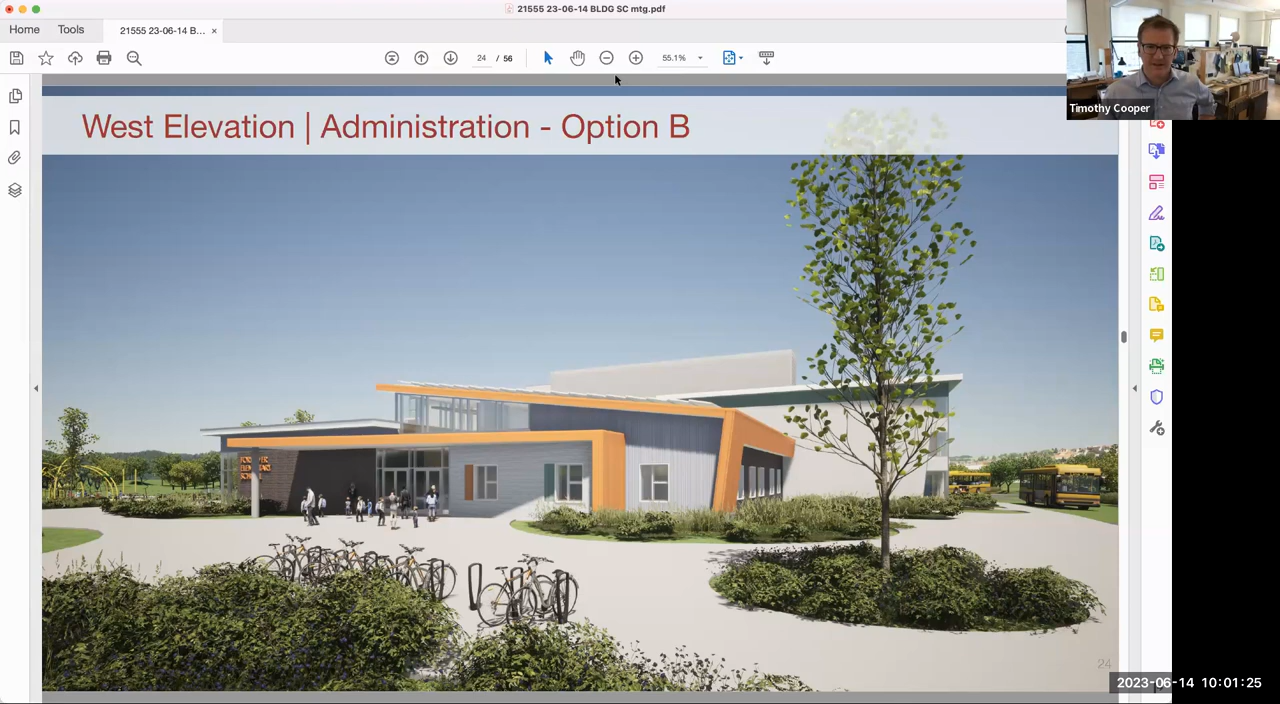 21555 23-06-14 BLDG SC mtg.pdf
Home
Tools
21555 23-06-14 B... ×
24 / 56
55.1%
Timothy Cooper
West Elevation | Administration - Option B
ELEMENTARY
24
2023-06-14 10:01:25